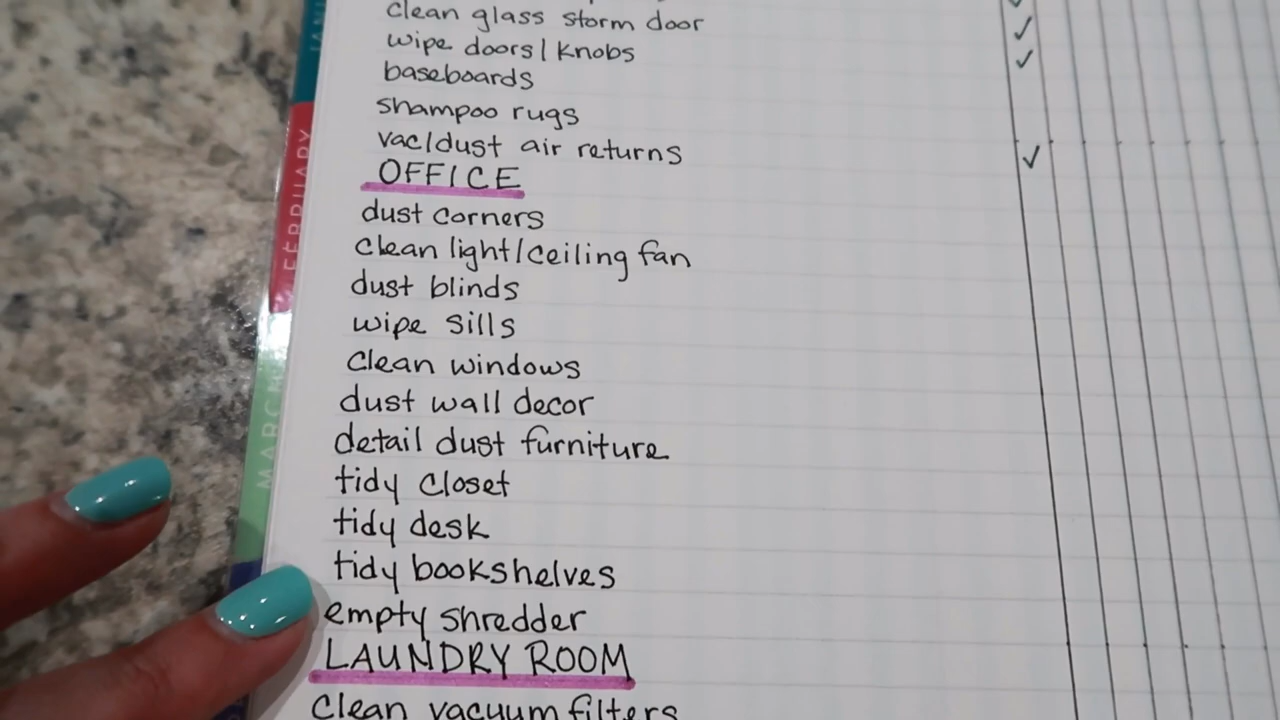 clean glass storm door
wipe doors/knobs
baseboards
shampoo rugs
vac/dust air returns
OFFICE
dust corners
clean light/ceiling fan
dust blinds
wipe sills
clean windows
dust wall decor
detail dust furniture
tidy closet
tidy desk
tidy bookshelves
empty shredder
LAUNDRY ROOM
clean vacuum filters
FEBRUARY
MARCH